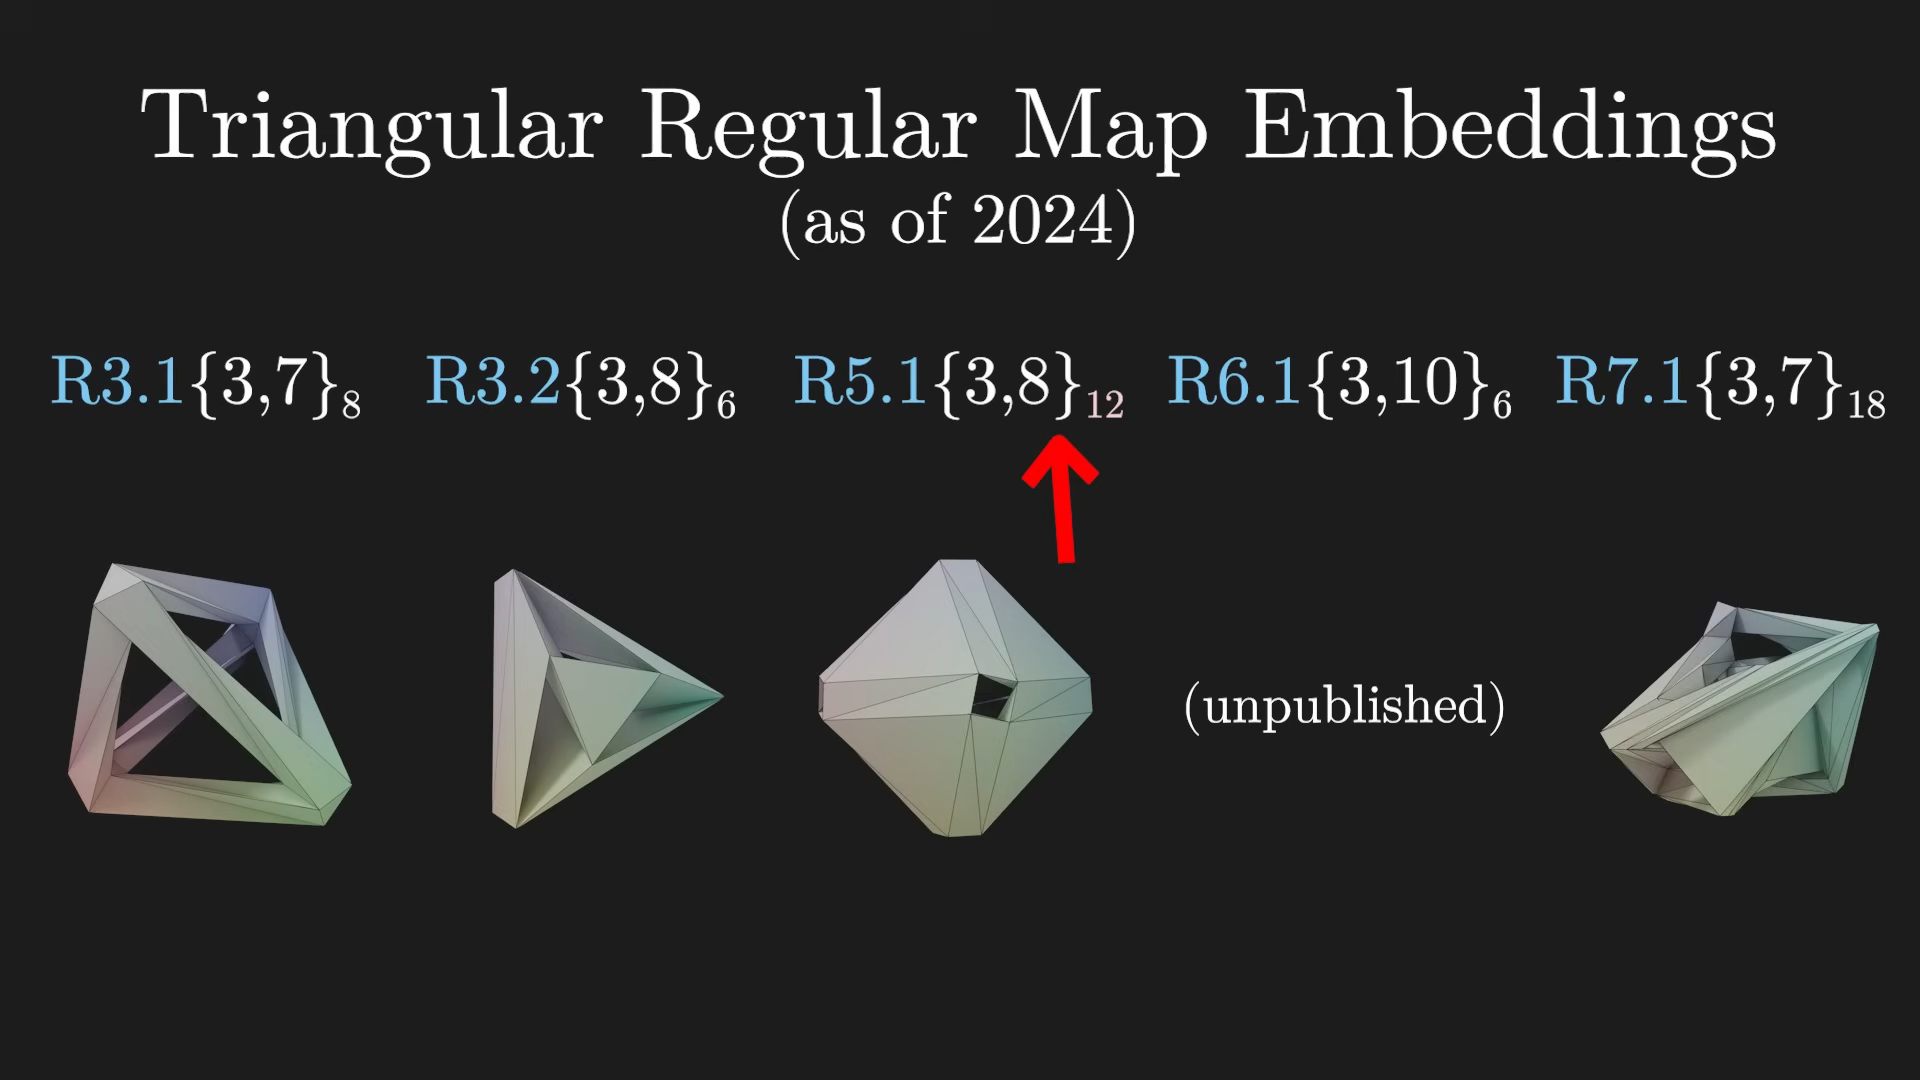 Triangular Regular Map Embeddings
(as of 2024)
R3.1{3,7}₈ R3.2{3,8}₆ R5.1{3,8}₁₂ R6.1{3,10}₆ R7.1{3,7}₁₈
(unpublished)